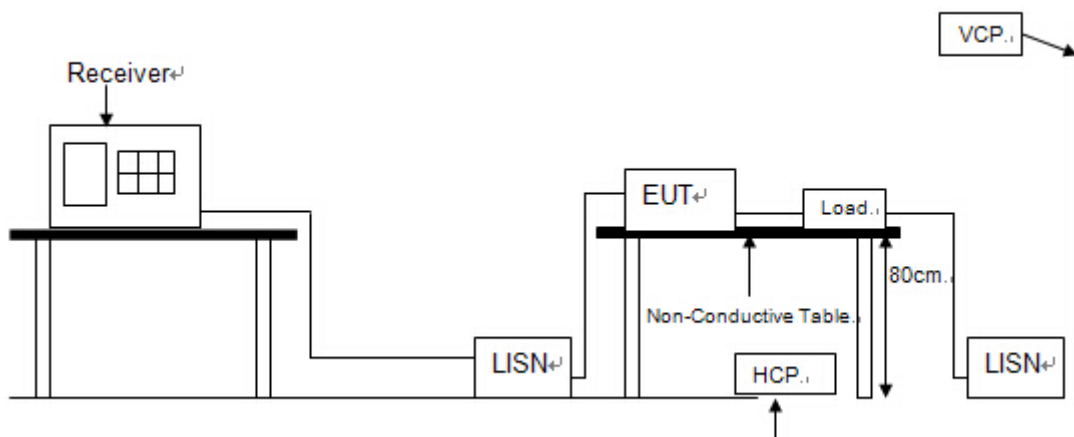 VCP.
Receiver↵
EUT↵
Load.
80cm.
Non-Conductive Table.
LISN↵
HCP.
LISN↵